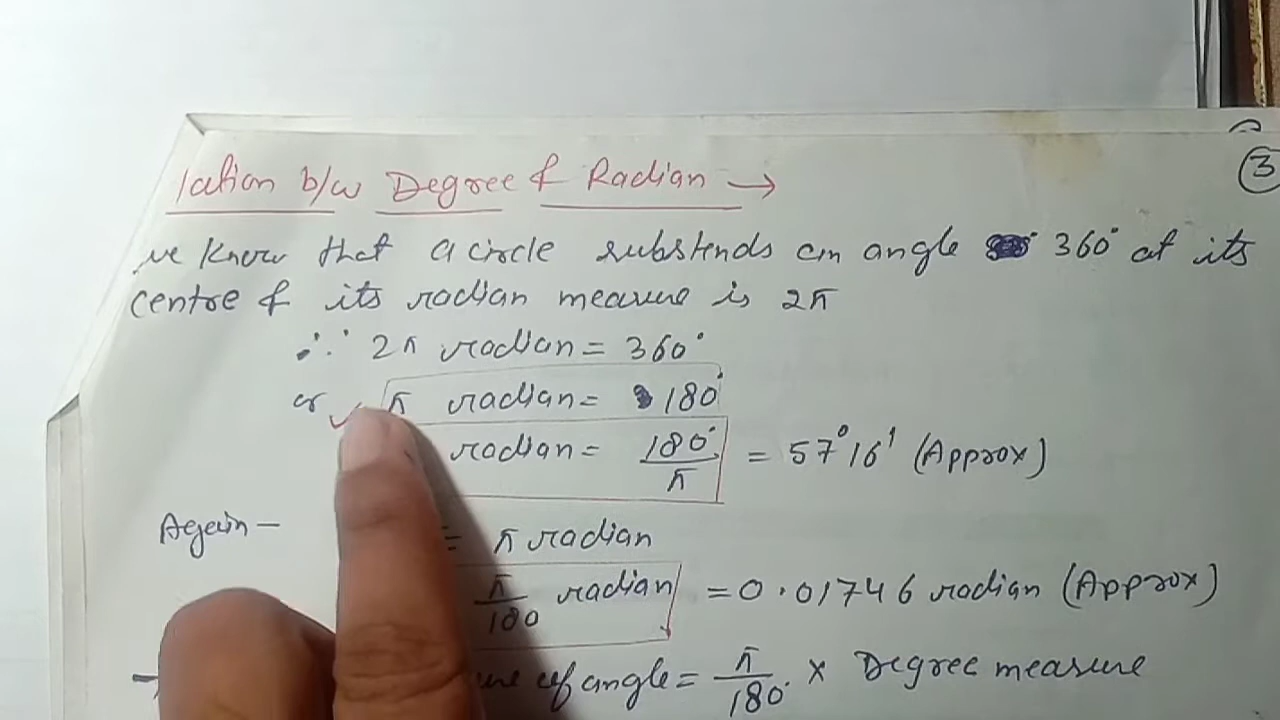 lation b/w Degree & Radian →
③
we know that a circle substends an angle 360° at its
centre & its radian measure is 2π
∴ 2π radian = 360°
or ✓ π radian = 180°
radian = 180°/π = 57°16' (Approx)
Again —
= π radian
π/180 radian = 0.01746 radian (Approx)
of angle = π/180 × Degree measure